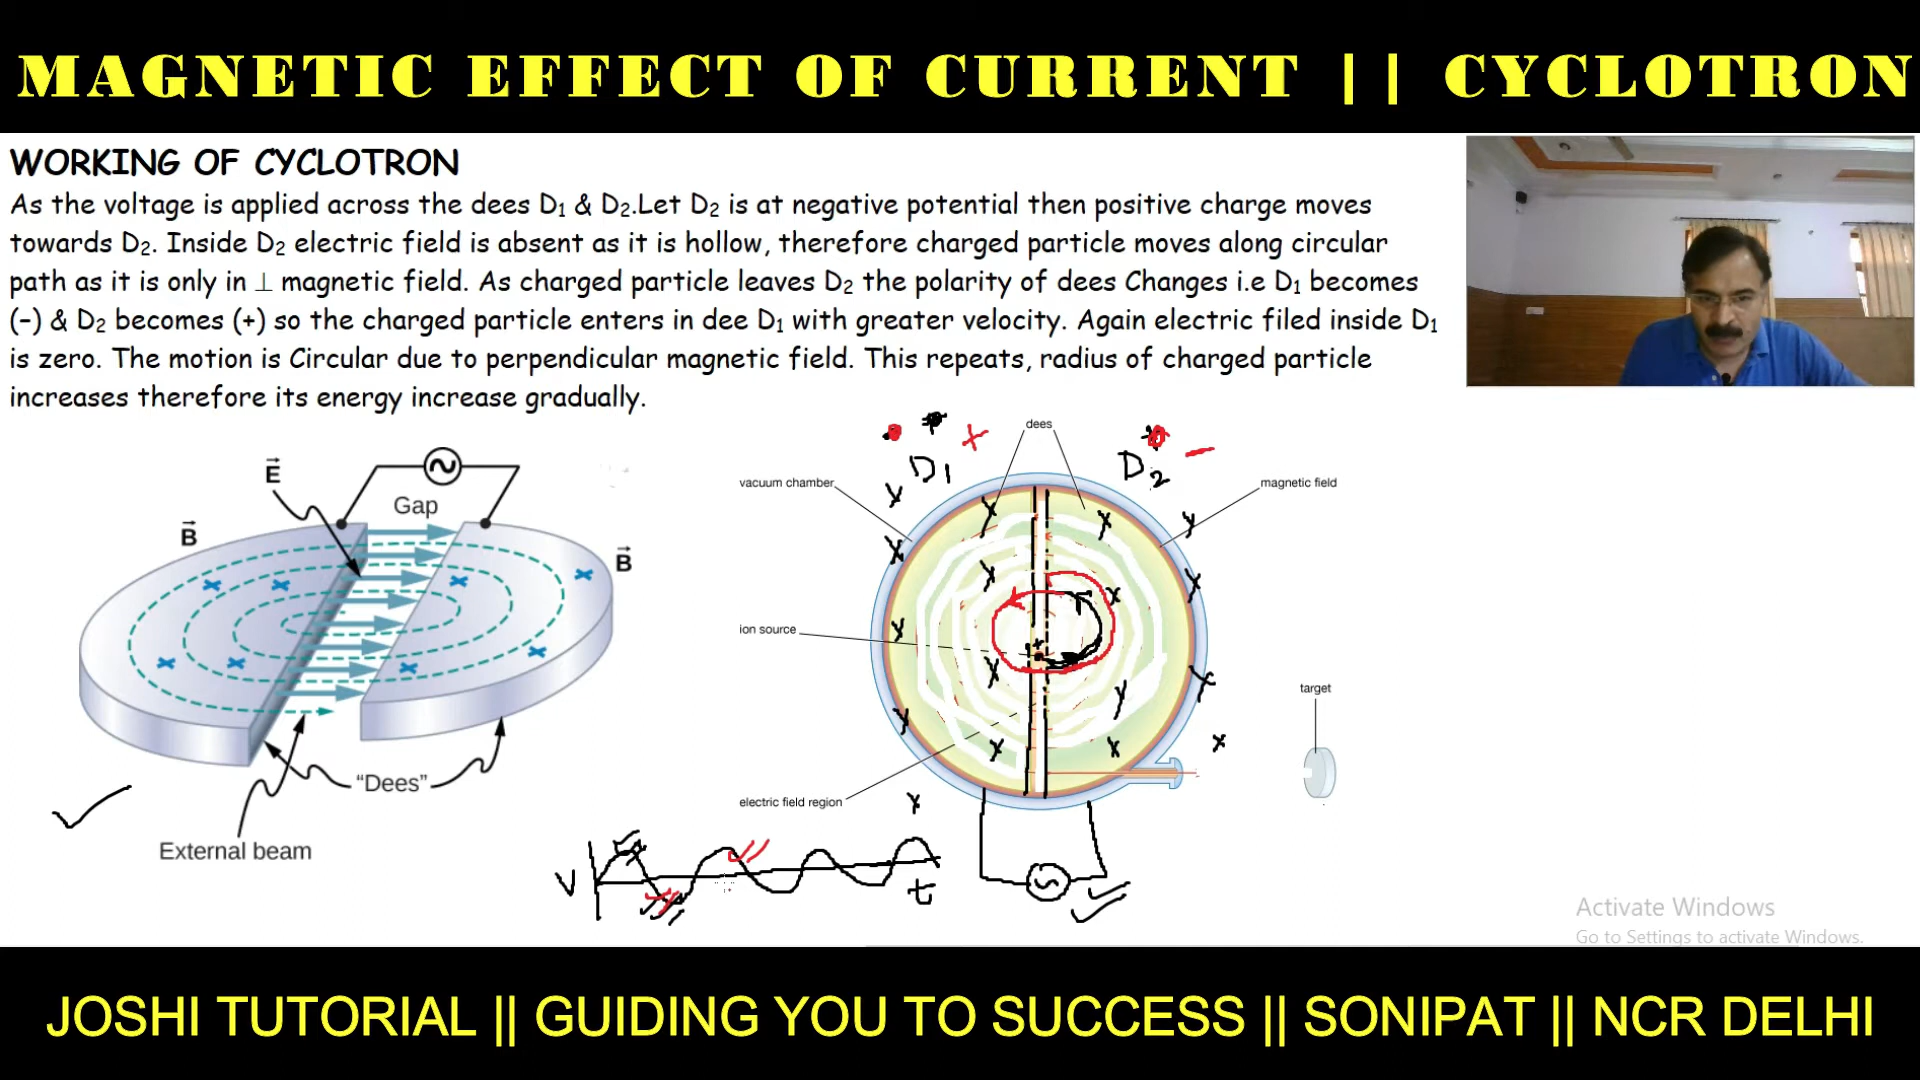 MAGNETIC EFFECT OF CURRENT || CYCLOTRON
WORKING OF CYCLOTRON
As the voltage is applied across the dees D₁ & D₂.Let D₂ is at negative potential then positive charge moves
towards D₂. Inside D₂ electric field is absent as it is hollow, therefore charged particle moves along circular
path as it is only in ⊥ magnetic field. As charged particle leaves D₂ the polarity of dees Changes i.e D₁ becomes
(–) & D₂ becomes (+) so the charged particle enters in dee D₁ with greater velocity. Again electric filed inside D₁
is zero. The motion is Circular due to perpendicular magnetic field. This repeats, radius of charged particle
increases therefore its energy increase gradually.
E⃗
Gap
B⃗
B⃗
"Dees"
External beam
dees
D₁
D₂
vacuum chamber
magnetic field
ion source
target
electric field region
V
t
Activate Windows
Go to Settings to activate Windows.
JOSHI TUTORIAL || GUIDING YOU TO SUCCESS || SONIPAT || NCR DELHI